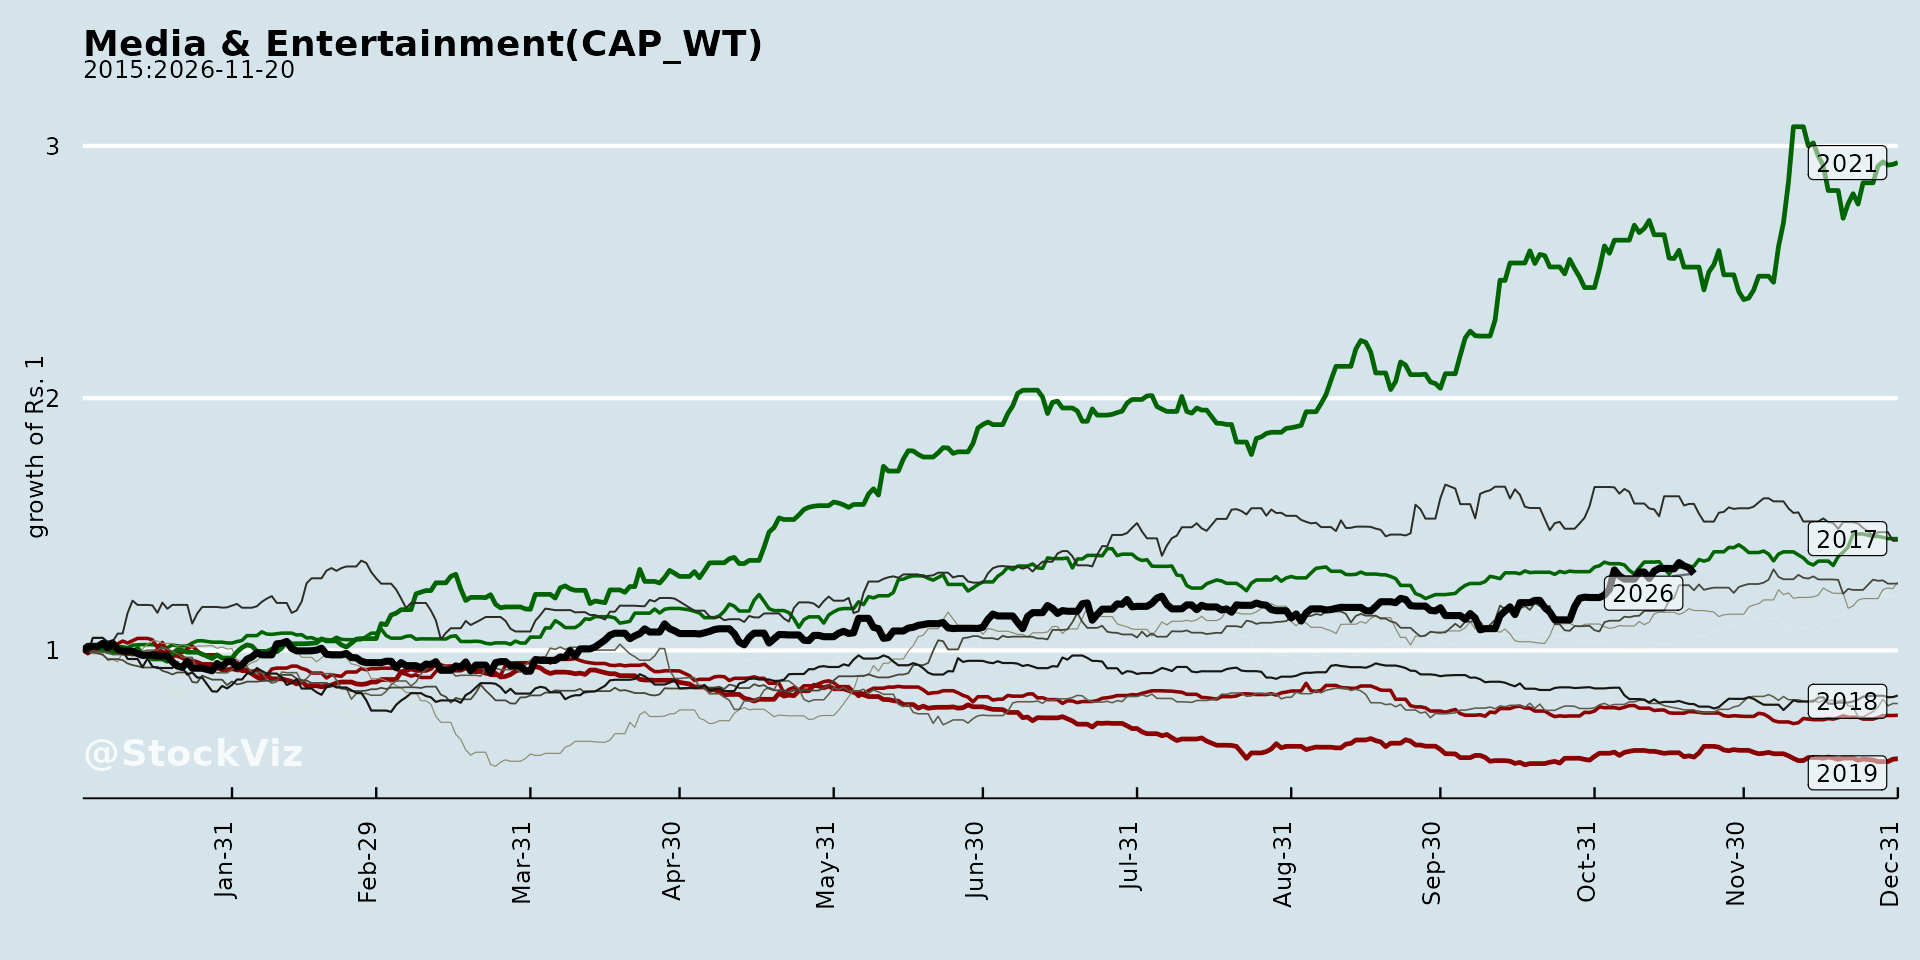 Media & Entertainment(CAP_WT)
2015:2026-11-20
growth of Rs. 1
3
2
1
2021
2017
2026
2018
2019
@StockViz
Jan-31
Feb-29
Mar-31
Apr-30
May-31
Jun-30
Jul-31
Aug-31
Sep-30
Oct-31
Nov-30
Dec-31